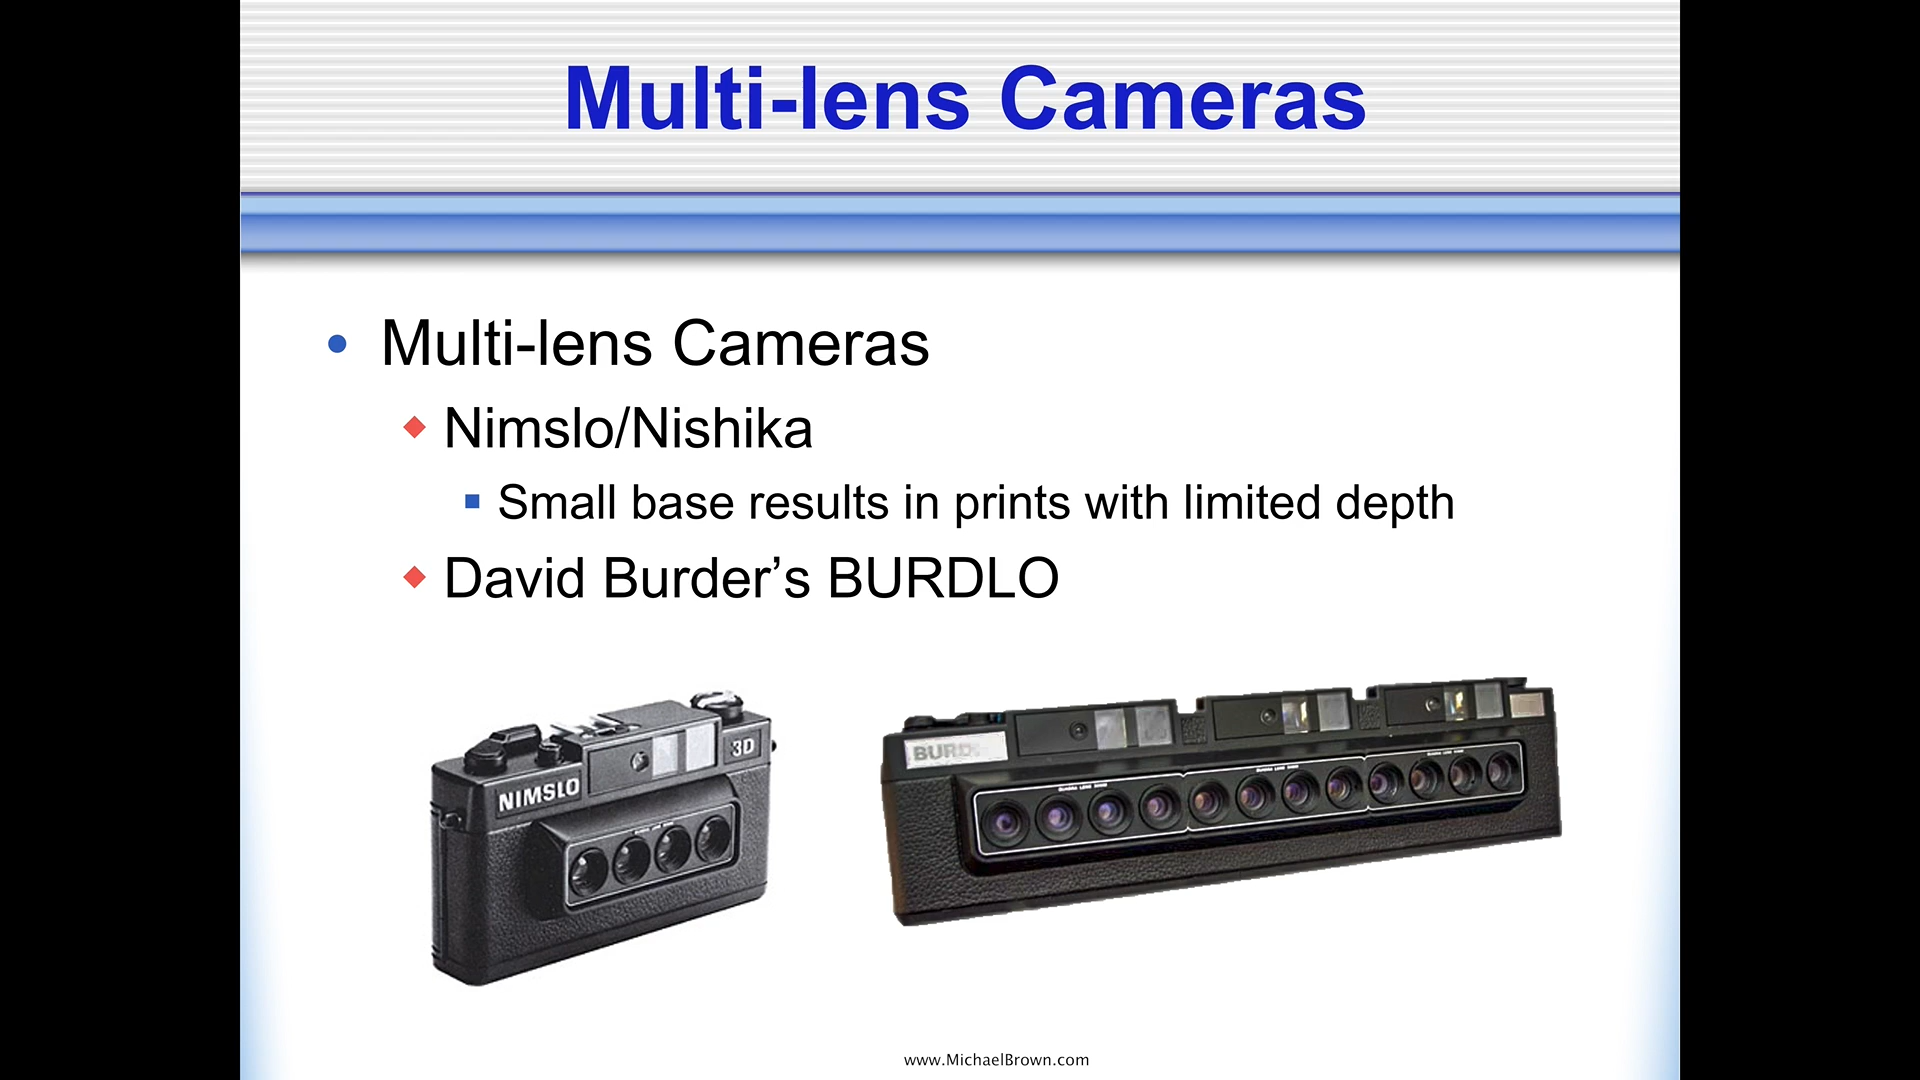 Multi-lens Cameras
Multi-lens Cameras
Nimslo/Nishika
Small base results in prints with limited depth
David Burder’s BURDLO
NIMSLO
3D
www.MichaelBrown.com